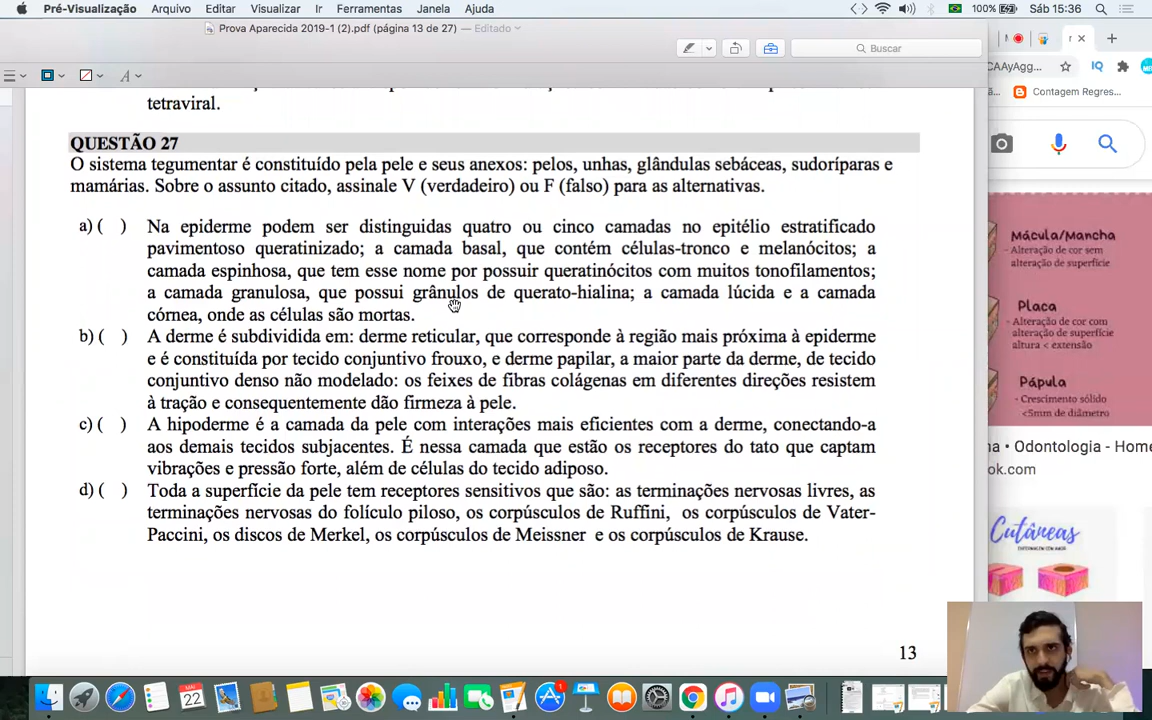 Pré-Visualização Arquivo Editar Visualizar Ir Ferramentas Janela Ajuda 100% Sáb 15:36
Prova Aparecida 2019-1 (2).pdf (página 13 de 27) — Editado
Buscar
CAAyAgg
IQ
Contagem Regres...
tetraviral.
QUESTÃO 27
O sistema tegumentar é constituído pela pele e seus anexos: pelos, unhas, glândulas sebáceas, sudoríparas e
mamárias. Sobre o assunto citado, assinale V (verdadeiro) ou F (falso) para as alternativas.
a) ( ) Na epiderme podem ser distinguidas quatro ou cinco camadas no epitélio estratificado
pavimentoso queratinizado; a camada basal, que contém células-tronco e melanócitos; a
camada espinhosa, que tem esse nome por possuir queratinócitos com muitos tonofilamentos;
a camada granulosa, que possui grânulos de querato-hialina; a camada lúcida e a camada
córnea, onde as células são mortas.
b) ( ) A derme é subdividida em: derme reticular, que corresponde à região mais próxima à epiderme
e é constituída por tecido conjuntivo frouxo, e derme papilar, a maior parte da derme, de tecido
conjuntivo denso não modelado: os feixes de fibras colágenas em diferentes direções resistem
à tração e consequentemente dão firmeza à pele.
c) ( ) A hipoderme é a camada da pele com interações mais eficientes com a derme, conectando-a
aos demais tecidos subjacentes. É nessa camada que estão os receptores do tato que captam
vibrações e pressão forte, além de células do tecido adiposo.
d) ( ) Toda a superfície da pele tem receptores sensitivos que são: as terminações nervosas livres, as
terminações nervosas do folículo piloso, os corpúsculos de Ruffini, os corpúsculos de Vater-
Paccini, os discos de Merkel, os corpúsculos de Meissner e os corpúsculos de Krause.
13
Mácula/Mancha
- Alteração de cor sem
alteração de superfície
Placa
- Alteração de cor com
alteração de superfície
altura < extensão
Pápula
- Crescimento sólido
<5mm de diâmetro
na • Odontologia - Home
ok.com
Cutâneas
MAI
22